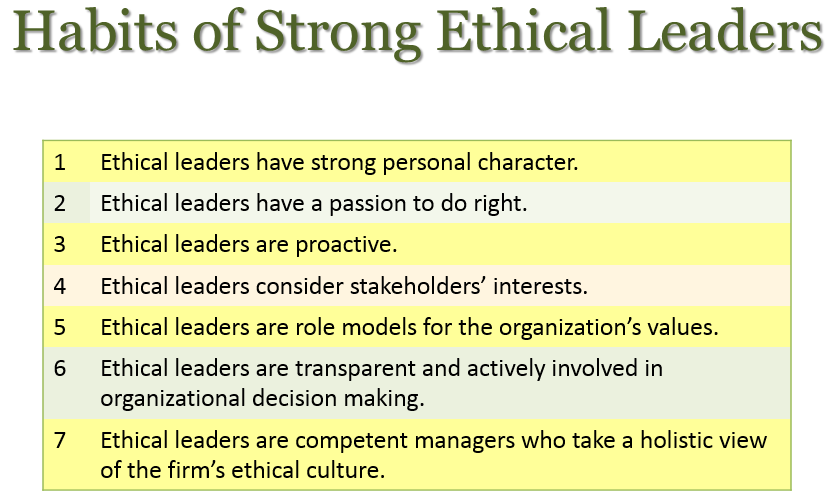 Habits of Strong Ethical Leaders
1 Ethical leaders have strong personal character.
2 Ethical leaders have a passion to do right.
3 Ethical leaders are proactive.
4 Ethical leaders consider stakeholders’ interests.
5 Ethical leaders are role models for the organization’s values.
6 Ethical leaders are transparent and actively involved in
organizational decision making.
7 Ethical leaders are competent managers who take a holistic view
of the firm’s ethical culture.